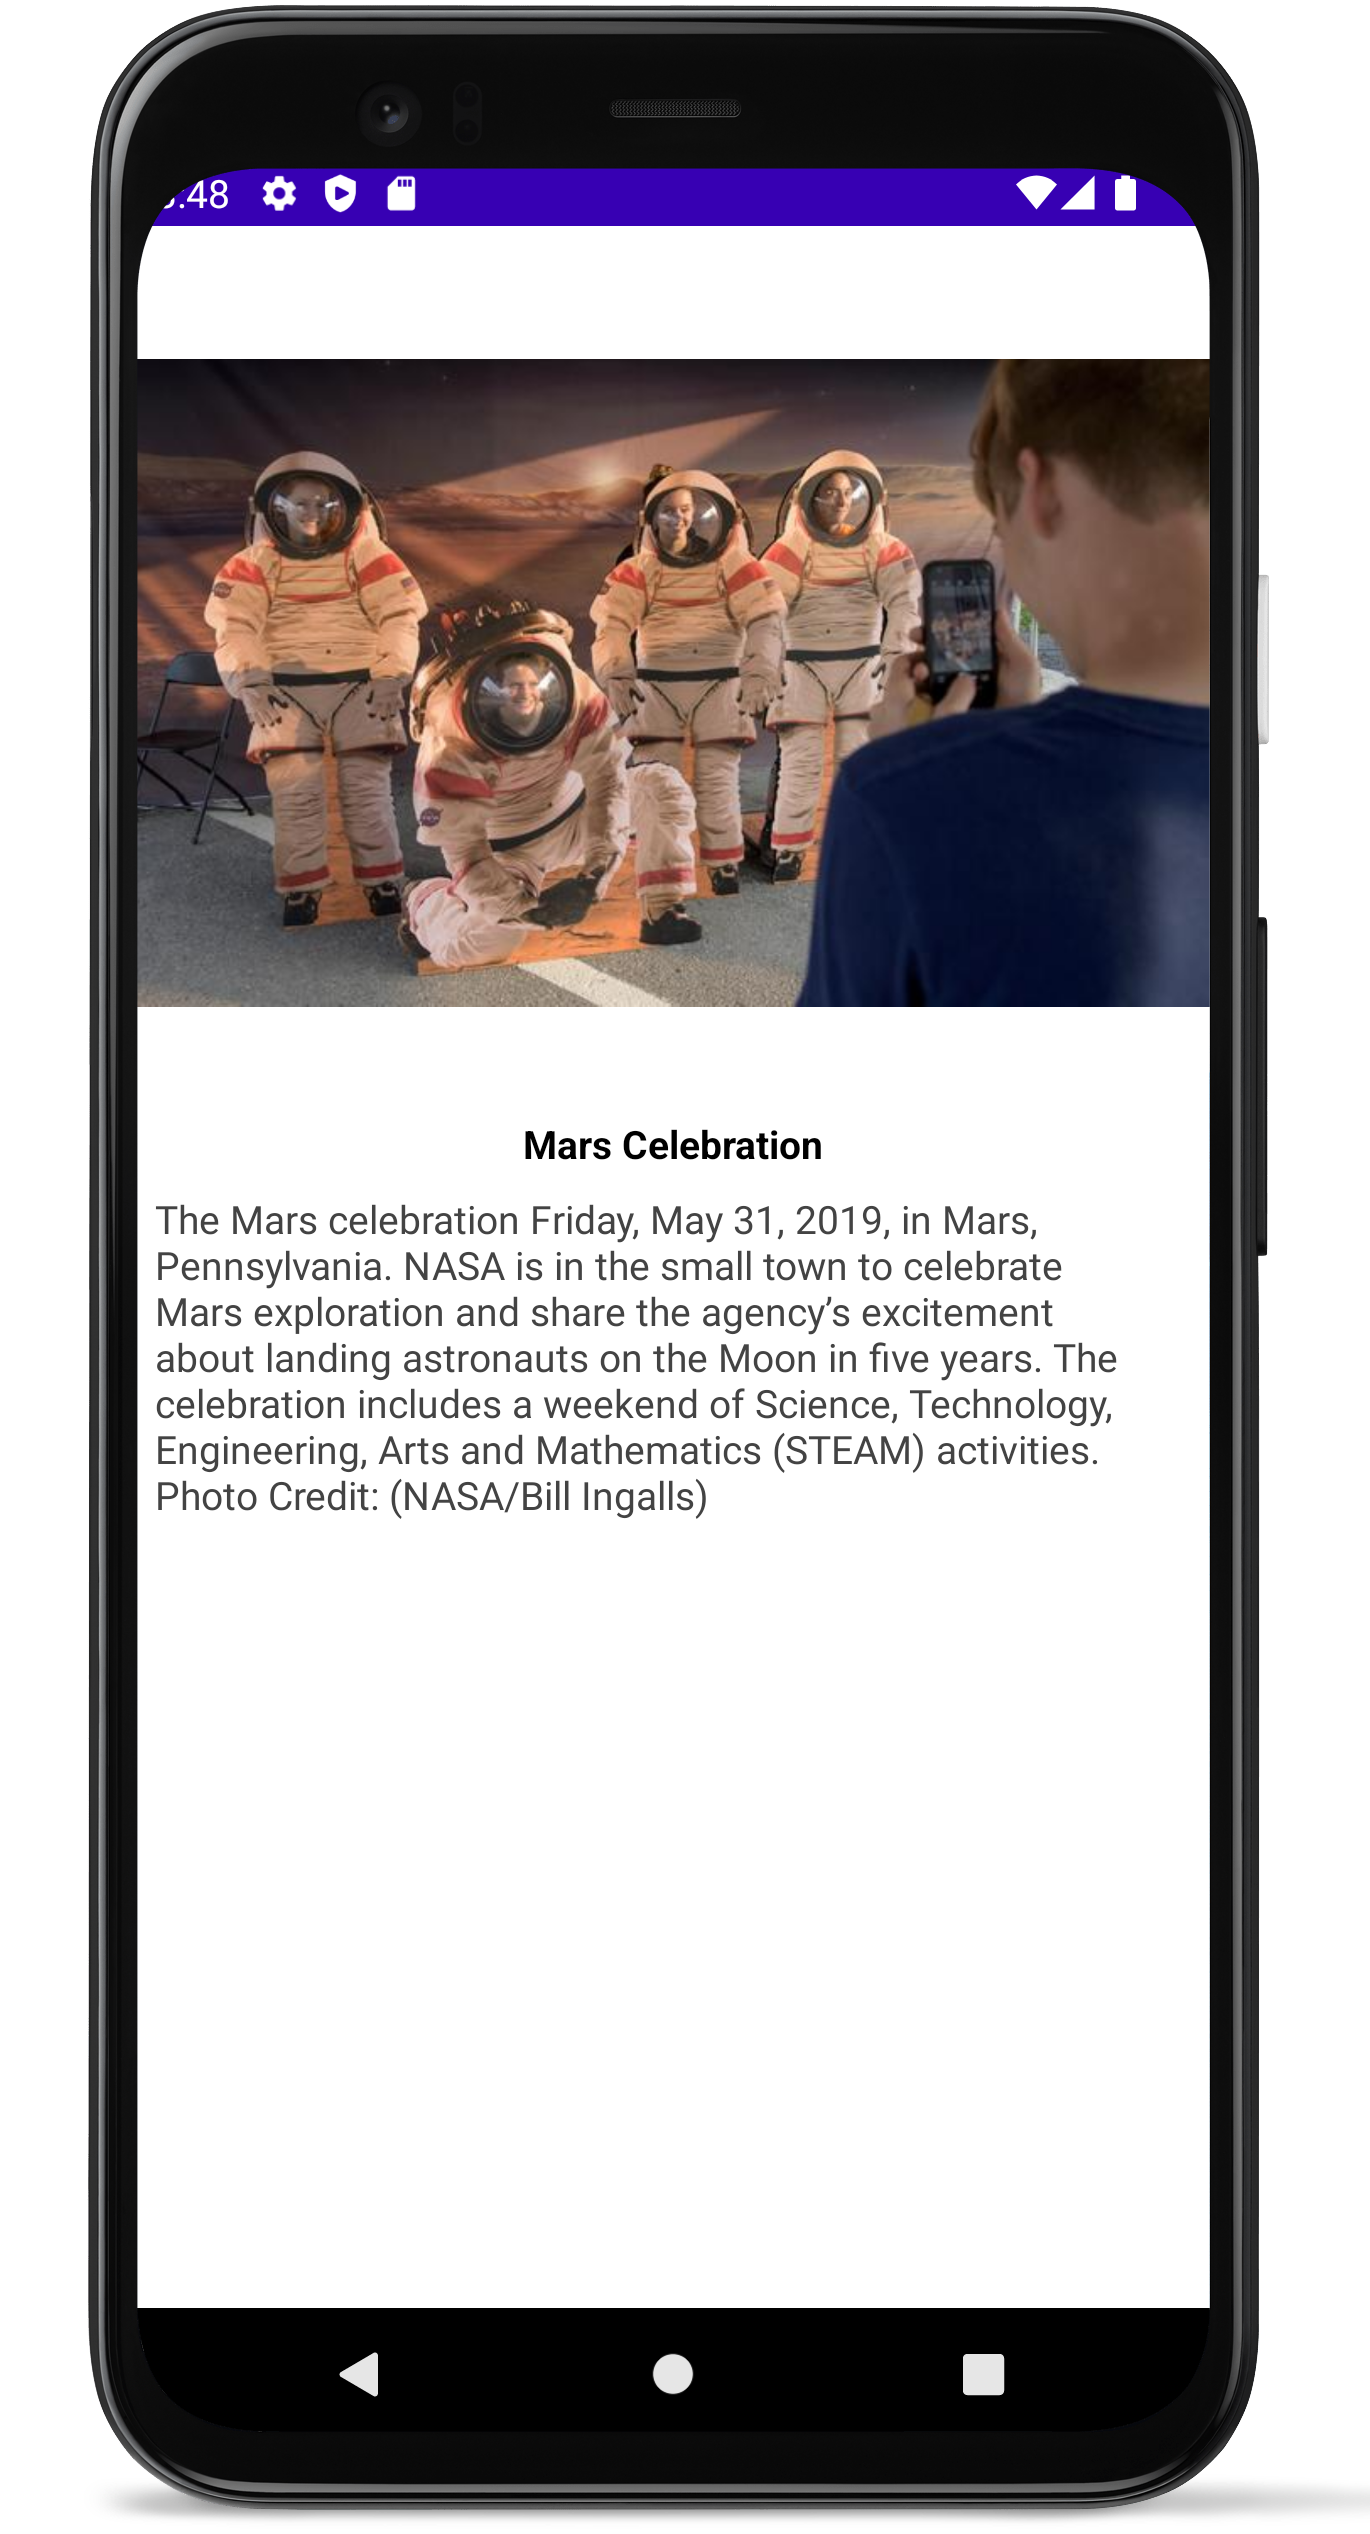 :48
Mars Celebration
The Mars celebration Friday, May 31, 2019, in Mars,
Pennsylvania. NASA is in the small town to celebrate
Mars exploration and share the agency’s excitement
about landing astronauts on the Moon in five years. The
celebration includes a weekend of Science, Technology,
Engineering, Arts and Mathematics (STEAM) activities.
Photo Credit: (NASA/Bill Ingalls)